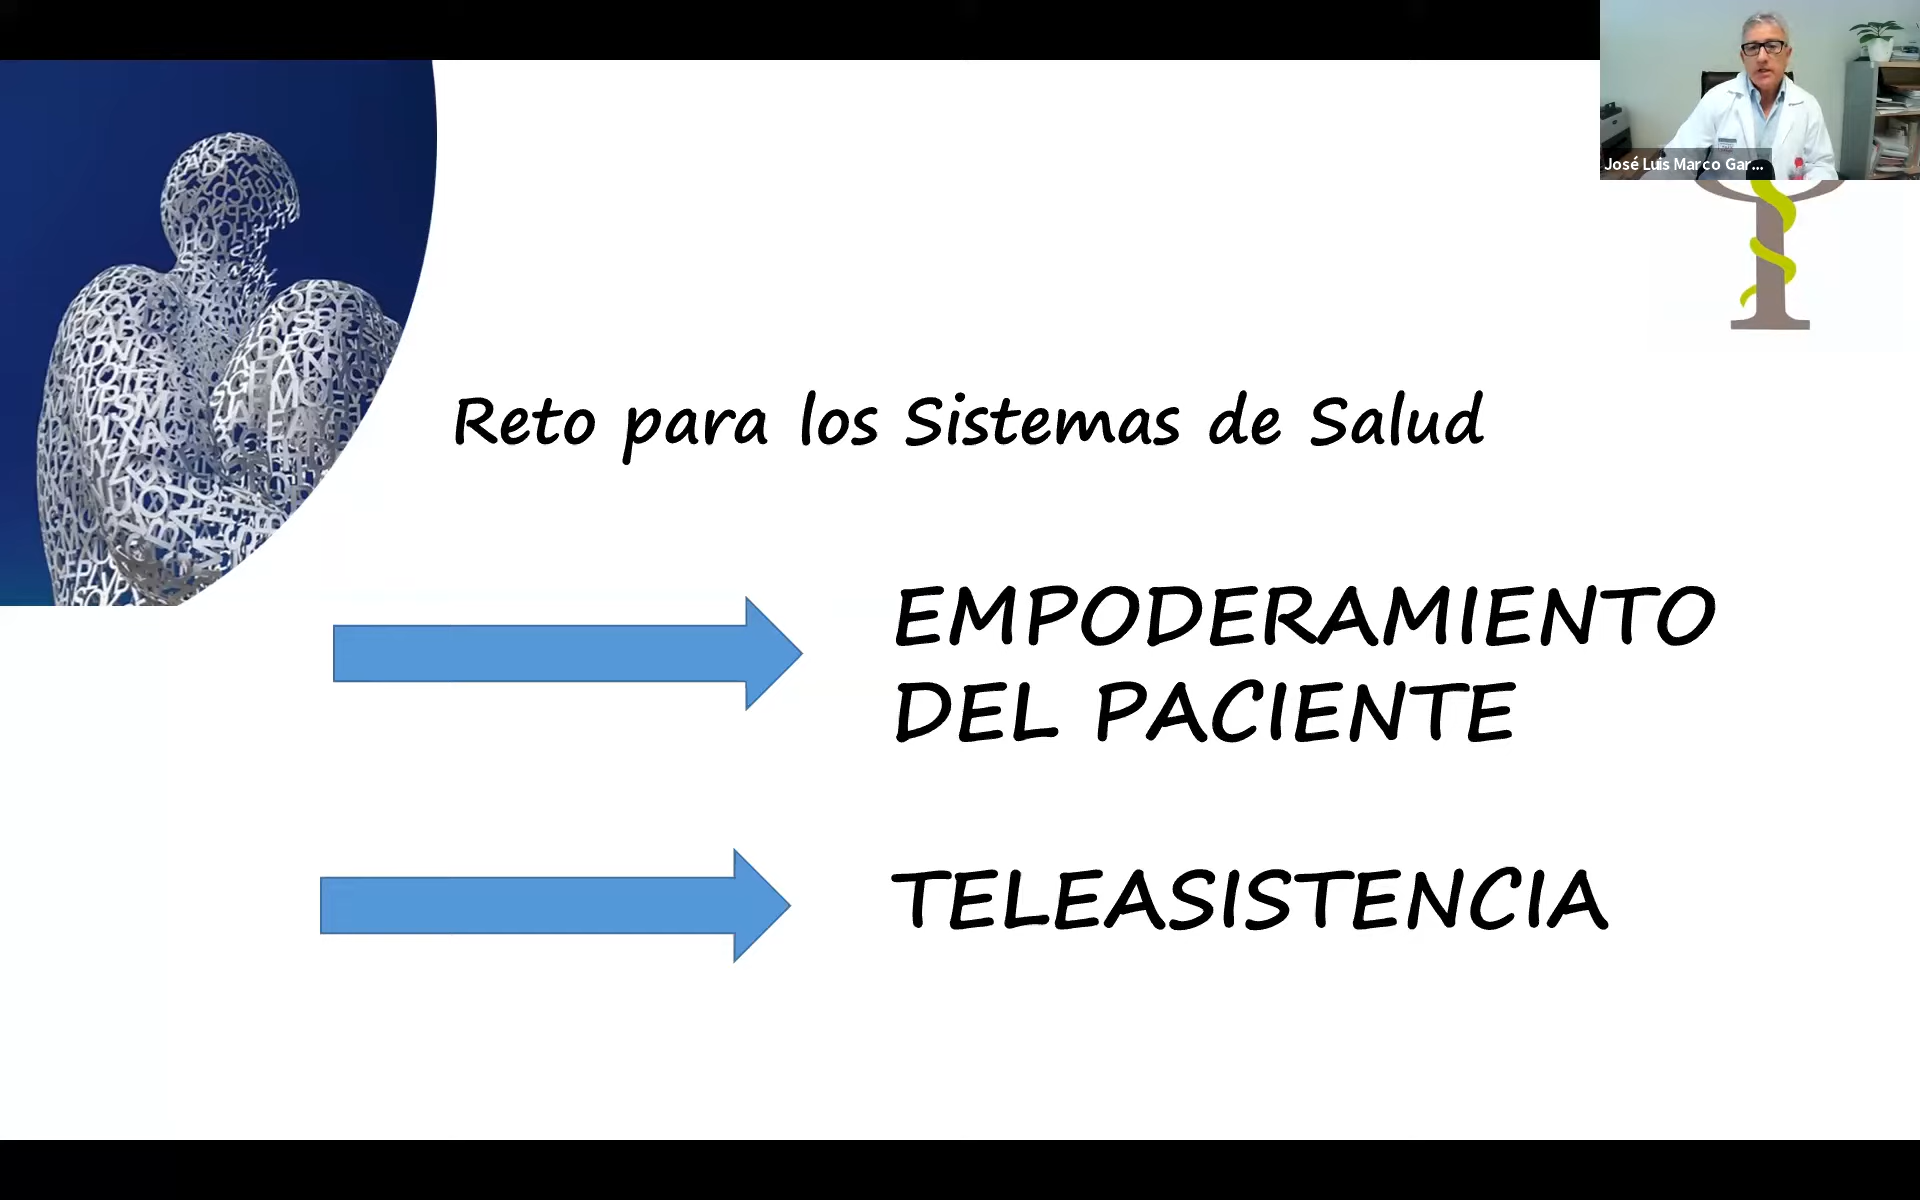 José Luis Marco Gar...
Reto para los Sistemas de Salud
EMPODERAMIENTO
DEL PACIENTE
TELEASISTENCIA